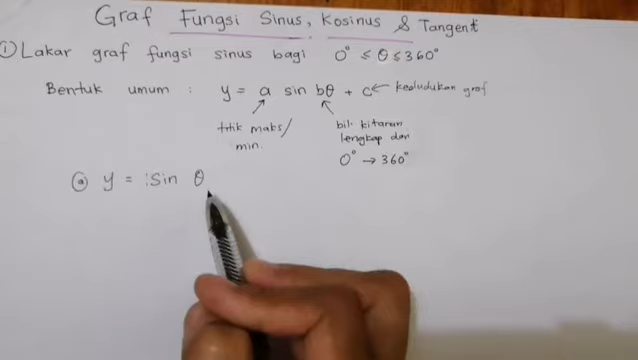 Graf Fungsi Sinus, Kosinus & Tangent
① Lakar graf fungsi sinus bagi 0° ≤ θ ≤ 360°
Bentuk umum : y = a sin bθ + c ← kedudukan graf
titik maks/
min.
bil. kitaran
lengkap dari
0° → 360°
ⓐ y = sin θ